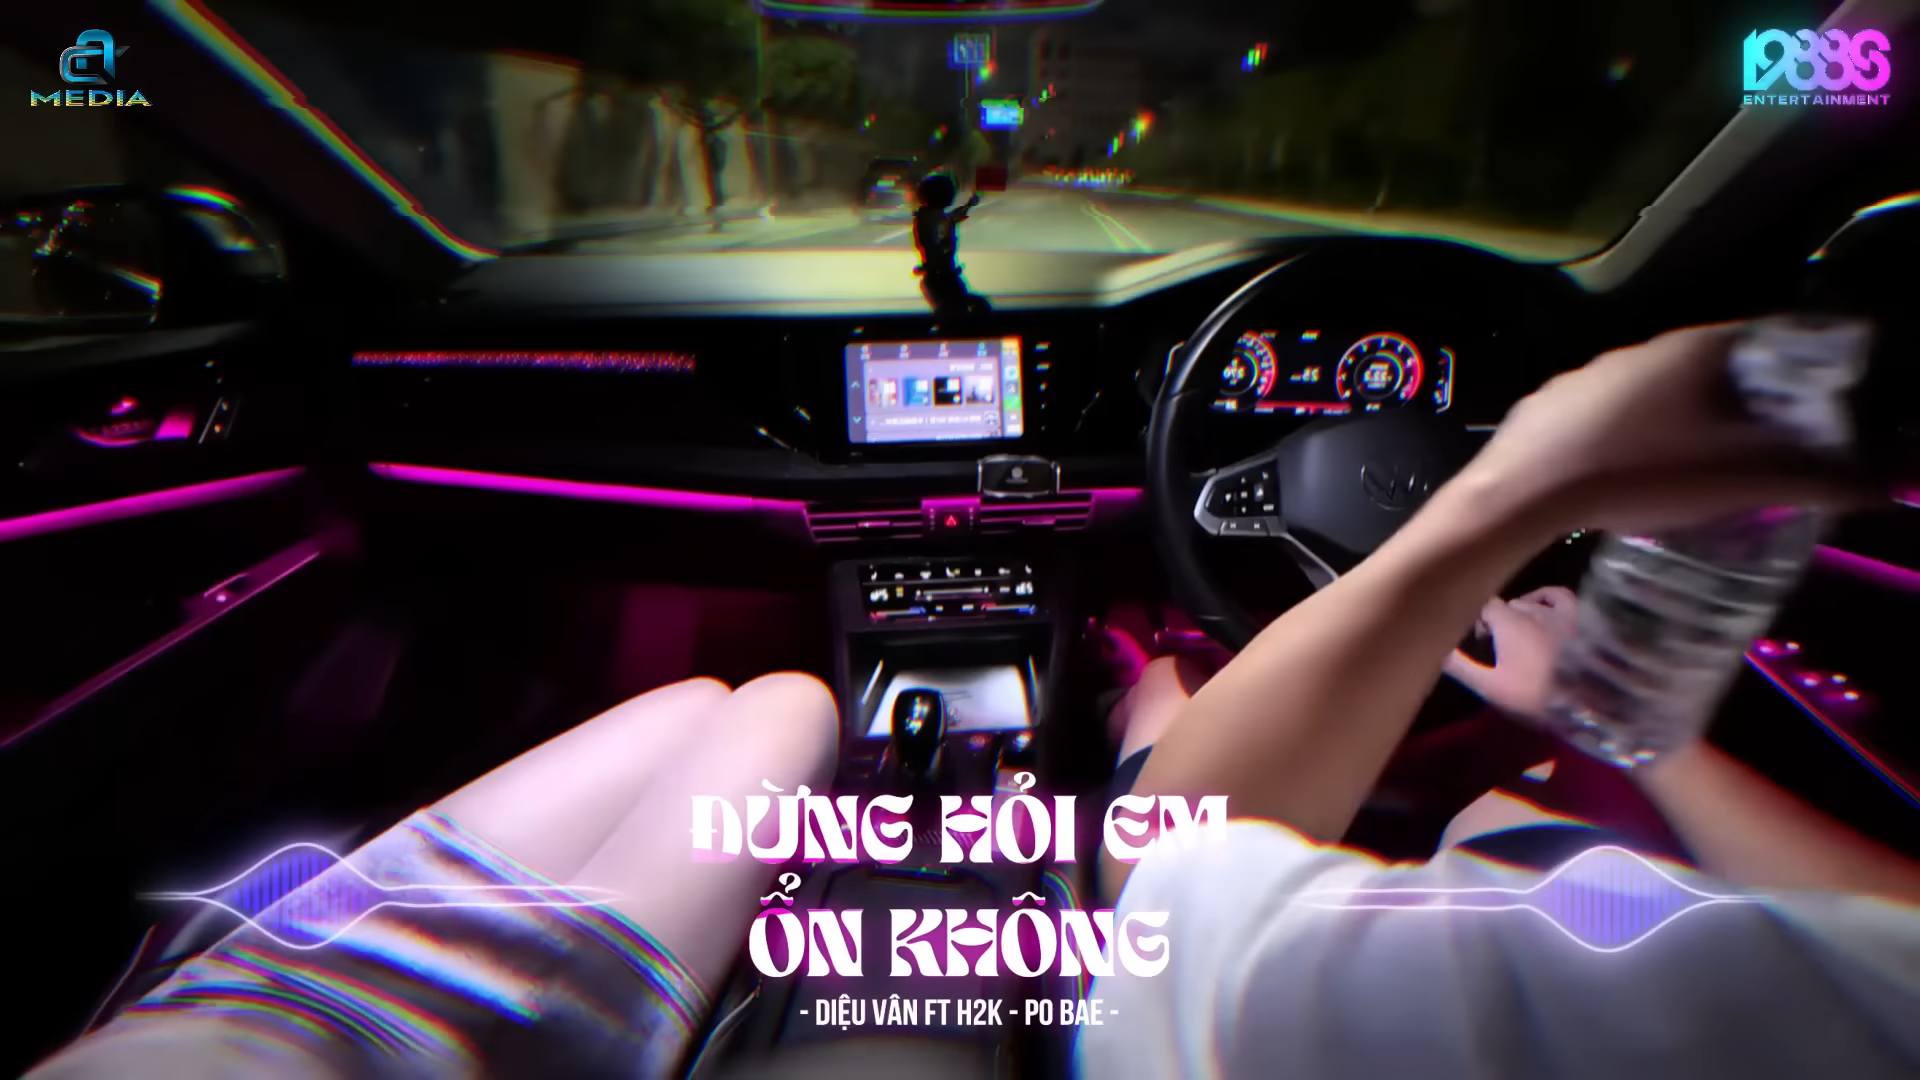 MEDIA
1988S
ENTERTAINMENT
ĐỪNG HỎI EM
ỔN KHÔNG
- DIỆU VÂN FT H2K - PO BAE -